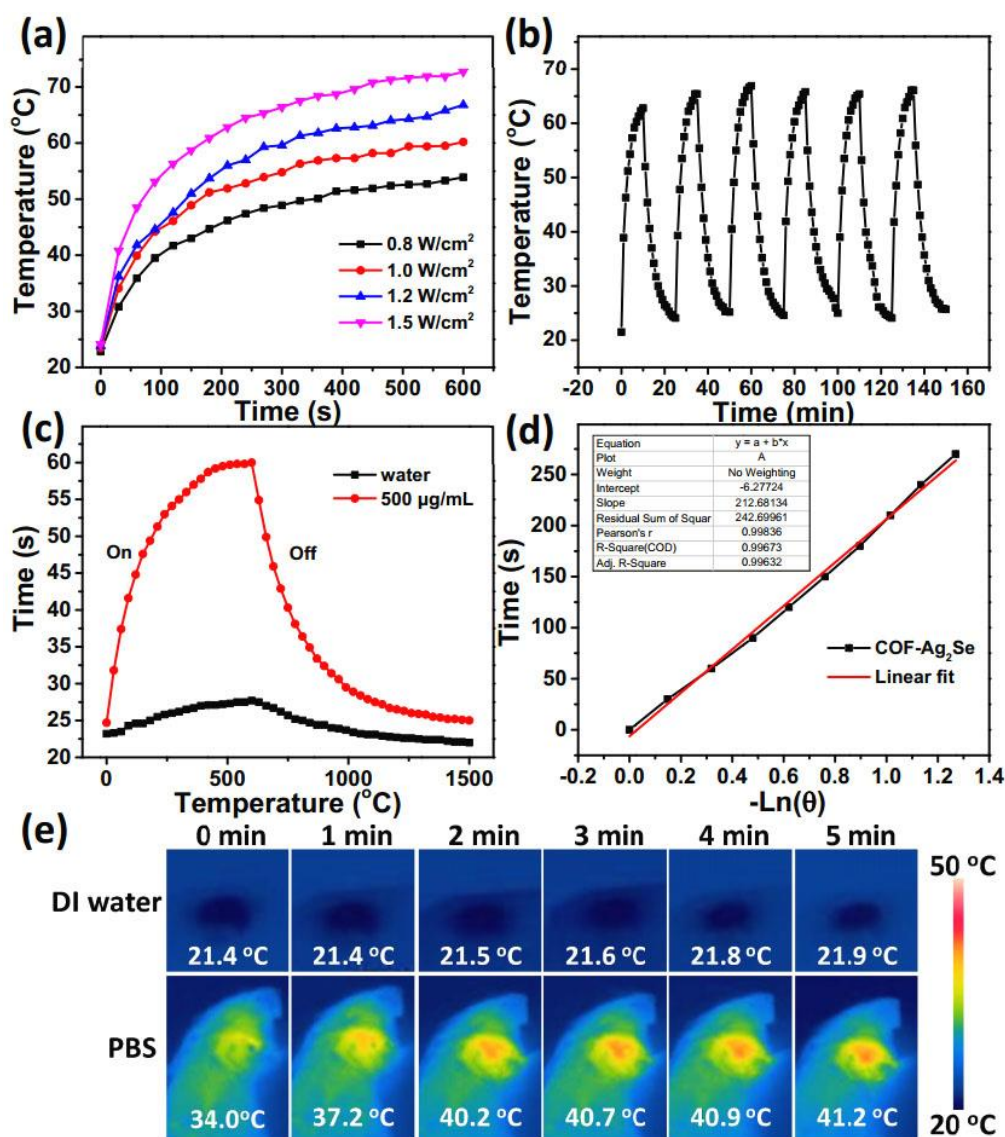 (a)
Temperature (°C)
70
60
50
40
30
20
0.8 W/cm²
1.0 W/cm²
1.2 W/cm²
1.5 W/cm²
0 100 200 300 400 500 600
Time (s)
(b)
Temperature (°C)
70
60
50
40
30
20
-20 0 20 40 60 80 100 120 140 160
Time (min)
(c)
Time (s)
65
60
55
50
45
40
35
30
25
20
water
500 µg/mL
On
Off
0 500 1000 1500
Temperature (°C)
(d)
Time (s)
250
200
150
100
50
0
Equation y = a + b*x
Plot A
Weight No Weighting
Intercept -6.27724
Slope 212.68134
Residual Sum of Squar 242.69961
Pearson's r 0.99836
R-Square(COD) 0.99673
Adj. R-Square 0.99632
COF-Ag₂Se
Linear fit
-0.2 0.0 0.2 0.4 0.6 0.8 1.0 1.2 1.4
-Ln(θ)
(e)
0 min 1 min 2 min 3 min 4 min 5 min
DI water
21.4 °C 21.4 °C 21.5 °C 21.6 °C 21.8 °C 21.9 °C
PBS
34.0°C 37.2 °C 40.2 °C 40.7 °C 40.9 °C 41.2 °C
50 °C
20 °C